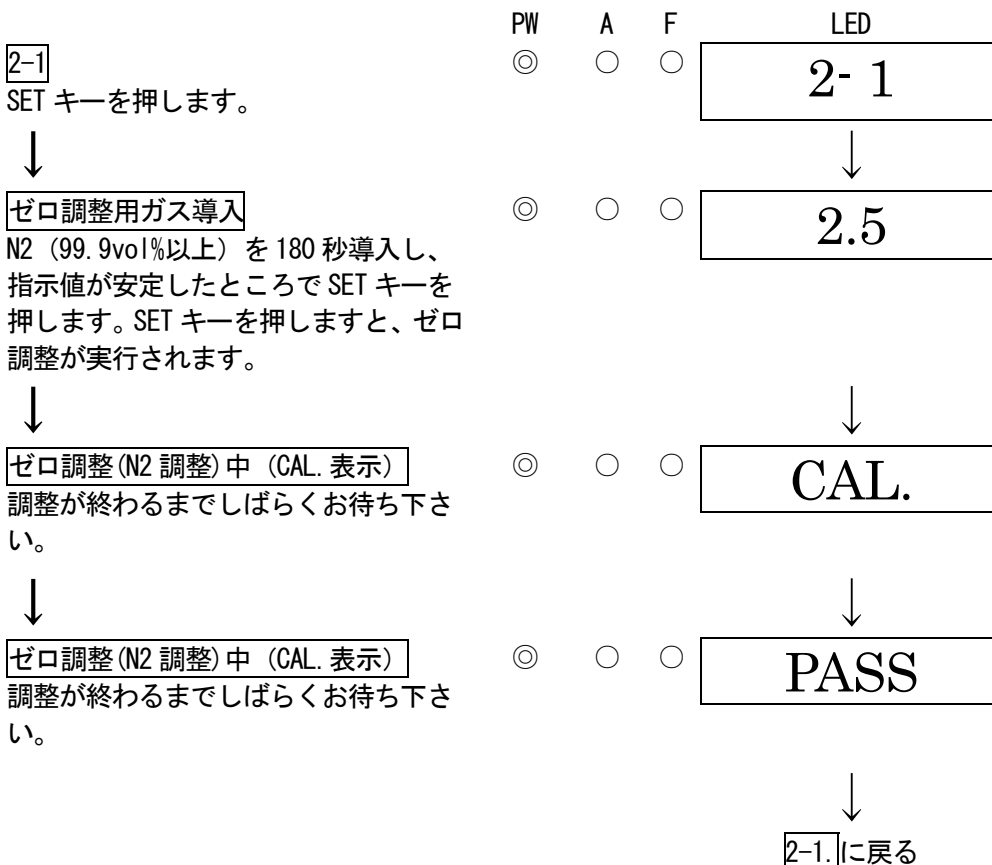 PW A F LED
2-1 ◎ ○ ○ 2- 1
SET キーを押します。
↓ ↓
ゼロ調整用ガス導入 ◎ ○ ○ 2.5
N2（99.9vol%以上）を 180 秒導入し、
指示値が安定したところで SET キーを
押します。SET キーを押しますと、ゼロ
調整が実行されます。
↓ ↓
ゼロ調整(N2 調整)中（CAL.表示） ◎ ○ ○ CAL.
調整が終わるまでしばらくお待ち下さ
い。
↓ ↓
ゼロ調整(N2 調整)中（CAL.表示） ◎ ○ ○ PASS
調整が終わるまでしばらくお待ち下さ
い。
↓
2-1.に戻る